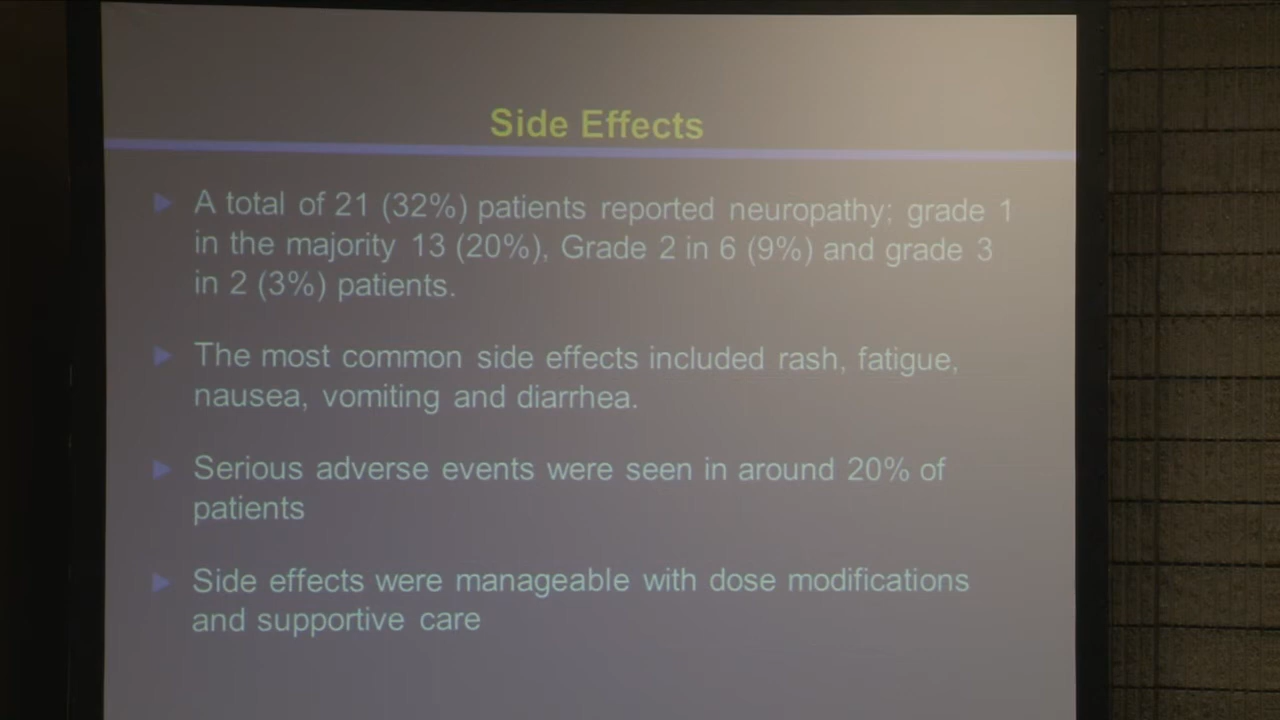 Side Effects
A total of 21 (32%) patients reported neuropathy; grade 1
in the majority 13 (20%), Grade 2 in 6 (9%) and grade 3
in 2 (3%) patients.
The most common side effects included rash, fatigue,
nausea, vomiting and diarrhea.
Serious adverse events were seen in around 20% of
patients
Side effects were manageable with dose modifications
and supportive care